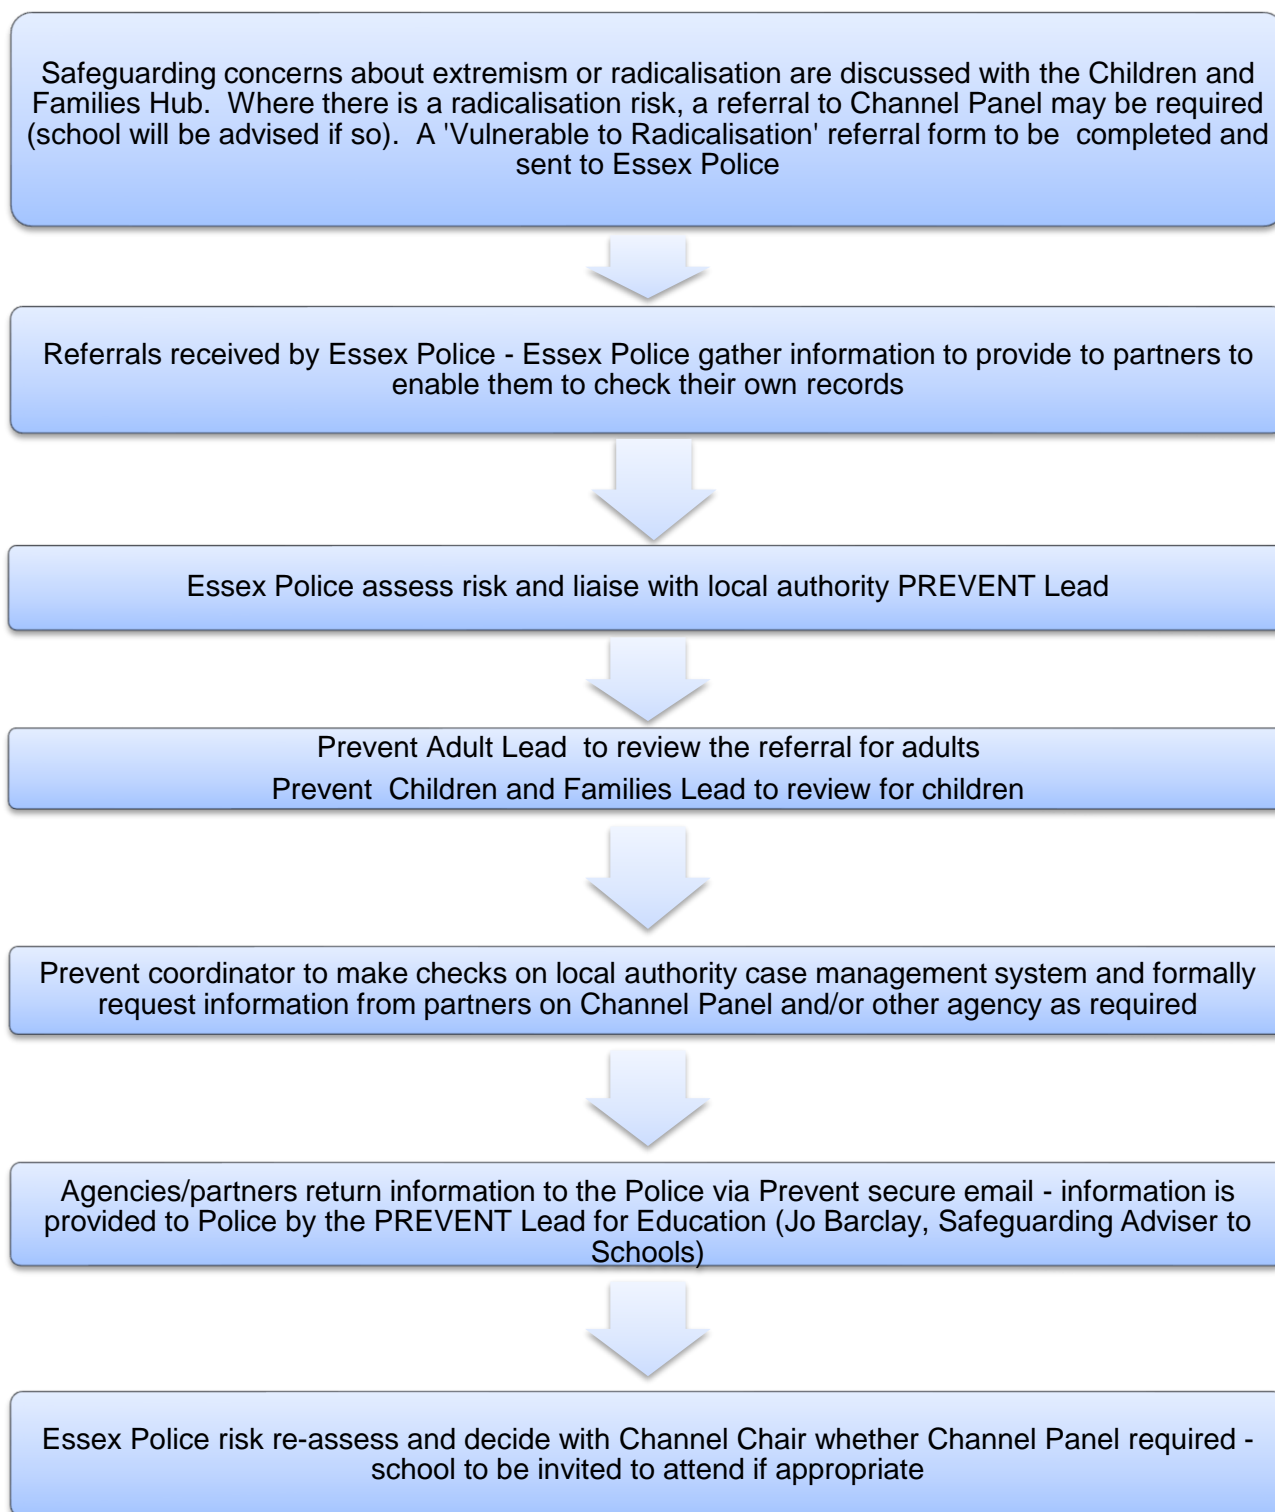 Safeguarding concerns about extremism or radicalisation are discussed with the Children and
Families Hub.  Where there is a radicalisation risk, a referral to Channel Panel may be required
(school will be advised if so).  A 'Vulnerable to Radicalisation' referral form to be  completed and
sent to Essex Police
Referrals received by Essex Police - Essex Police gather information to provide to partners to
enable them to check their own records
Essex Police assess risk and liaise with local authority PREVENT Lead
Prevent Adult Lead  to review the referral for adults
Prevent  Children and Families Lead to review for children
Prevent coordinator to make checks on local authority case management system and formally
request information from partners on Channel Panel and/or other agency as required
Agencies/partners return information to the Police via Prevent secure email - information is
provided to Police by the PREVENT Lead for Education (Jo Barclay, Safeguarding Adviser to
Schools)
Essex Police risk re-assess and decide with Channel Chair whether Channel Panel required -
school to be invited to attend if appropriate